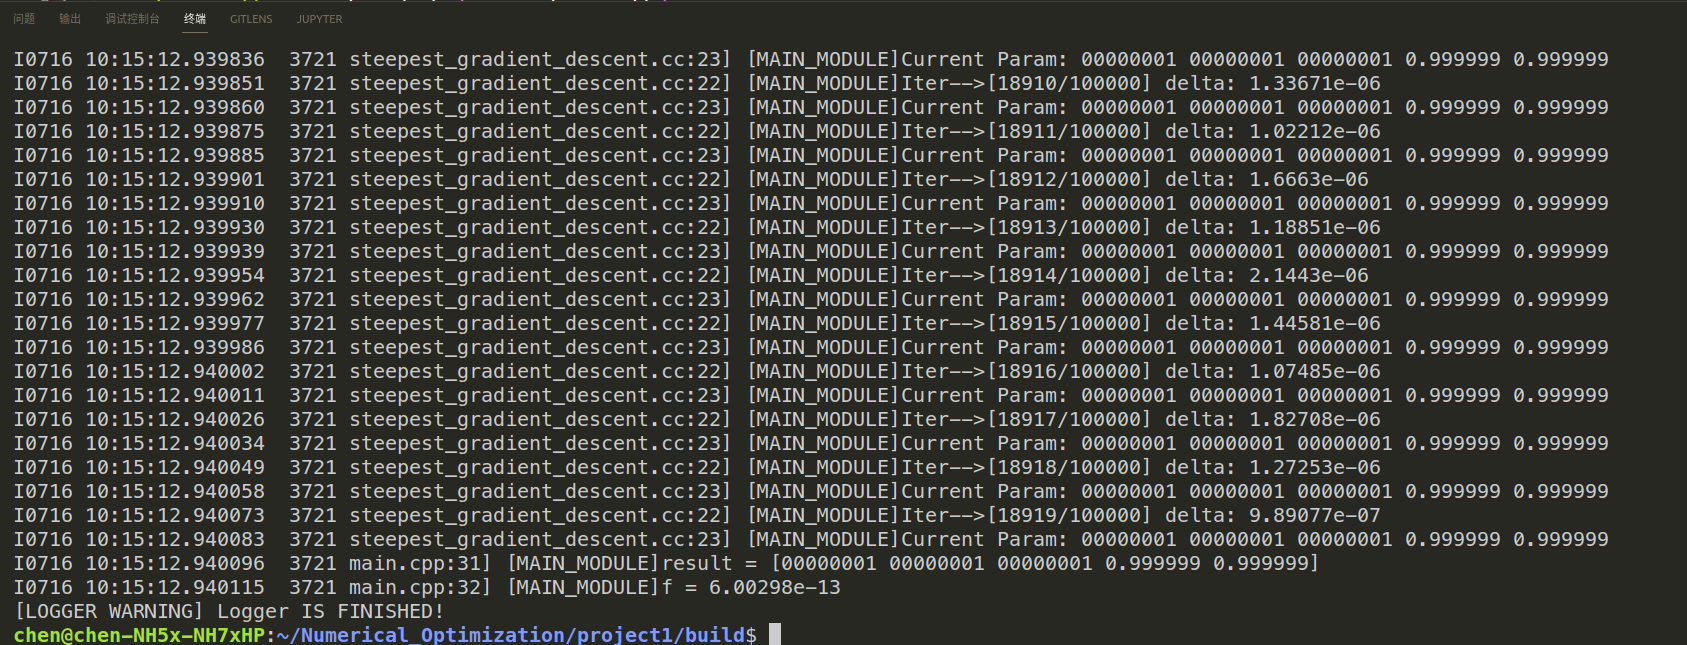 问题 输出 调试控制台 终端 GITLENS JUPYTER
I0716 10:15:12.939836  3721 steepest_gradient_descent.cc:23] [MAIN_MODULE]Current Param: 00000001 00000001 00000001 0.999999 0.999999
I0716 10:15:12.939851  3721 steepest_gradient_descent.cc:22] [MAIN_MODULE]Iter-->[18910/100000] delta: 1.33671e-06
I0716 10:15:12.939860  3721 steepest_gradient_descent.cc:23] [MAIN_MODULE]Current Param: 00000001 00000001 00000001 0.999999 0.999999
I0716 10:15:12.939875  3721 steepest_gradient_descent.cc:22] [MAIN_MODULE]Iter-->[18911/100000] delta: 1.02212e-06
I0716 10:15:12.939885  3721 steepest_gradient_descent.cc:23] [MAIN_MODULE]Current Param: 00000001 00000001 00000001 0.999999 0.999999
I0716 10:15:12.939901  3721 steepest_gradient_descent.cc:22] [MAIN_MODULE]Iter-->[18912/100000] delta: 1.6663e-06
I0716 10:15:12.939910  3721 steepest_gradient_descent.cc:23] [MAIN_MODULE]Current Param: 00000001 00000001 00000001 0.999999 0.999999
I0716 10:15:12.939930  3721 steepest_gradient_descent.cc:22] [MAIN_MODULE]Iter-->[18913/100000] delta: 1.18851e-06
I0716 10:15:12.939939  3721 steepest_gradient_descent.cc:23] [MAIN_MODULE]Current Param: 00000001 00000001 00000001 0.999999 0.999999
I0716 10:15:12.939954  3721 steepest_gradient_descent.cc:22] [MAIN_MODULE]Iter-->[18914/100000] delta: 2.1443e-06
I0716 10:15:12.939962  3721 steepest_gradient_descent.cc:23] [MAIN_MODULE]Current Param: 00000001 00000001 00000001 0.999999 0.999999
I0716 10:15:12.939977  3721 steepest_gradient_descent.cc:22] [MAIN_MODULE]Iter-->[18915/100000] delta: 1.44581e-06
I0716 10:15:12.939986  3721 steepest_gradient_descent.cc:23] [MAIN_MODULE]Current Param: 00000001 00000001 00000001 0.999999 0.999999
I0716 10:15:12.940002  3721 steepest_gradient_descent.cc:22] [MAIN_MODULE]Iter-->[18916/100000] delta: 1.07485e-06
I0716 10:15:12.940011  3721 steepest_gradient_descent.cc:23] [MAIN_MODULE]Current Param: 00000001 00000001 00000001 0.999999 0.999999
I0716 10:15:12.940026  3721 steepest_gradient_descent.cc:22] [MAIN_MODULE]Iter-->[18917/100000] delta: 1.82708e-06
I0716 10:15:12.940034  3721 steepest_gradient_descent.cc:23] [MAIN_MODULE]Current Param: 00000001 00000001 00000001 0.999999 0.999999
I0716 10:15:12.940049  3721 steepest_gradient_descent.cc:22] [MAIN_MODULE]Iter-->[18918/100000] delta: 1.27253e-06
I0716 10:15:12.940058  3721 steepest_gradient_descent.cc:23] [MAIN_MODULE]Current Param: 00000001 00000001 00000001 0.999999 0.999999
I0716 10:15:12.940073  3721 steepest_gradient_descent.cc:22] [MAIN_MODULE]Iter-->[18919/100000] delta: 9.89077e-07
I0716 10:15:12.940083  3721 steepest_gradient_descent.cc:23] [MAIN_MODULE]Current Param: 00000001 00000001 00000001 0.999999 0.999999
I0716 10:15:12.940096  3721 main.cpp:31] [MAIN_MODULE]result = [00000001 00000001 00000001 0.999999 0.999999]
I0716 10:15:12.940115  3721 main.cpp:32] [MAIN_MODULE]f = 6.00298e-13
[LOGGER WARNING] Logger IS FINISHED!
chen@chen-NH5x-NH7xHP:~/Numerical_Optimization/project1/build$